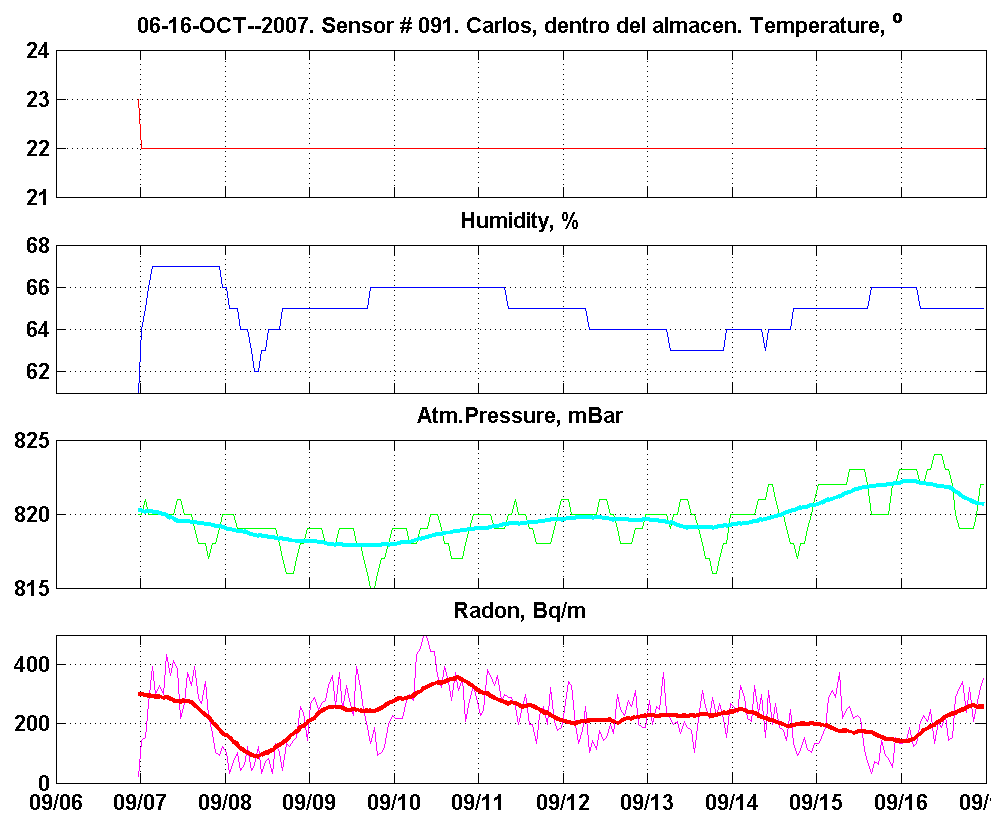 06-16-OCT--2007. Sensor # 091. Carlos, dentro del almacen. Temperature, º
24
23
22
21
Humidity, %
68
66
64
62
Atm.Pressure, mBar
825
820
815
Radon, Bq/m
400
200
0
09/06 09/07 09/08 09/09 09/10 09/11 09/12 09/13 09/14 09/15 09/16 09/